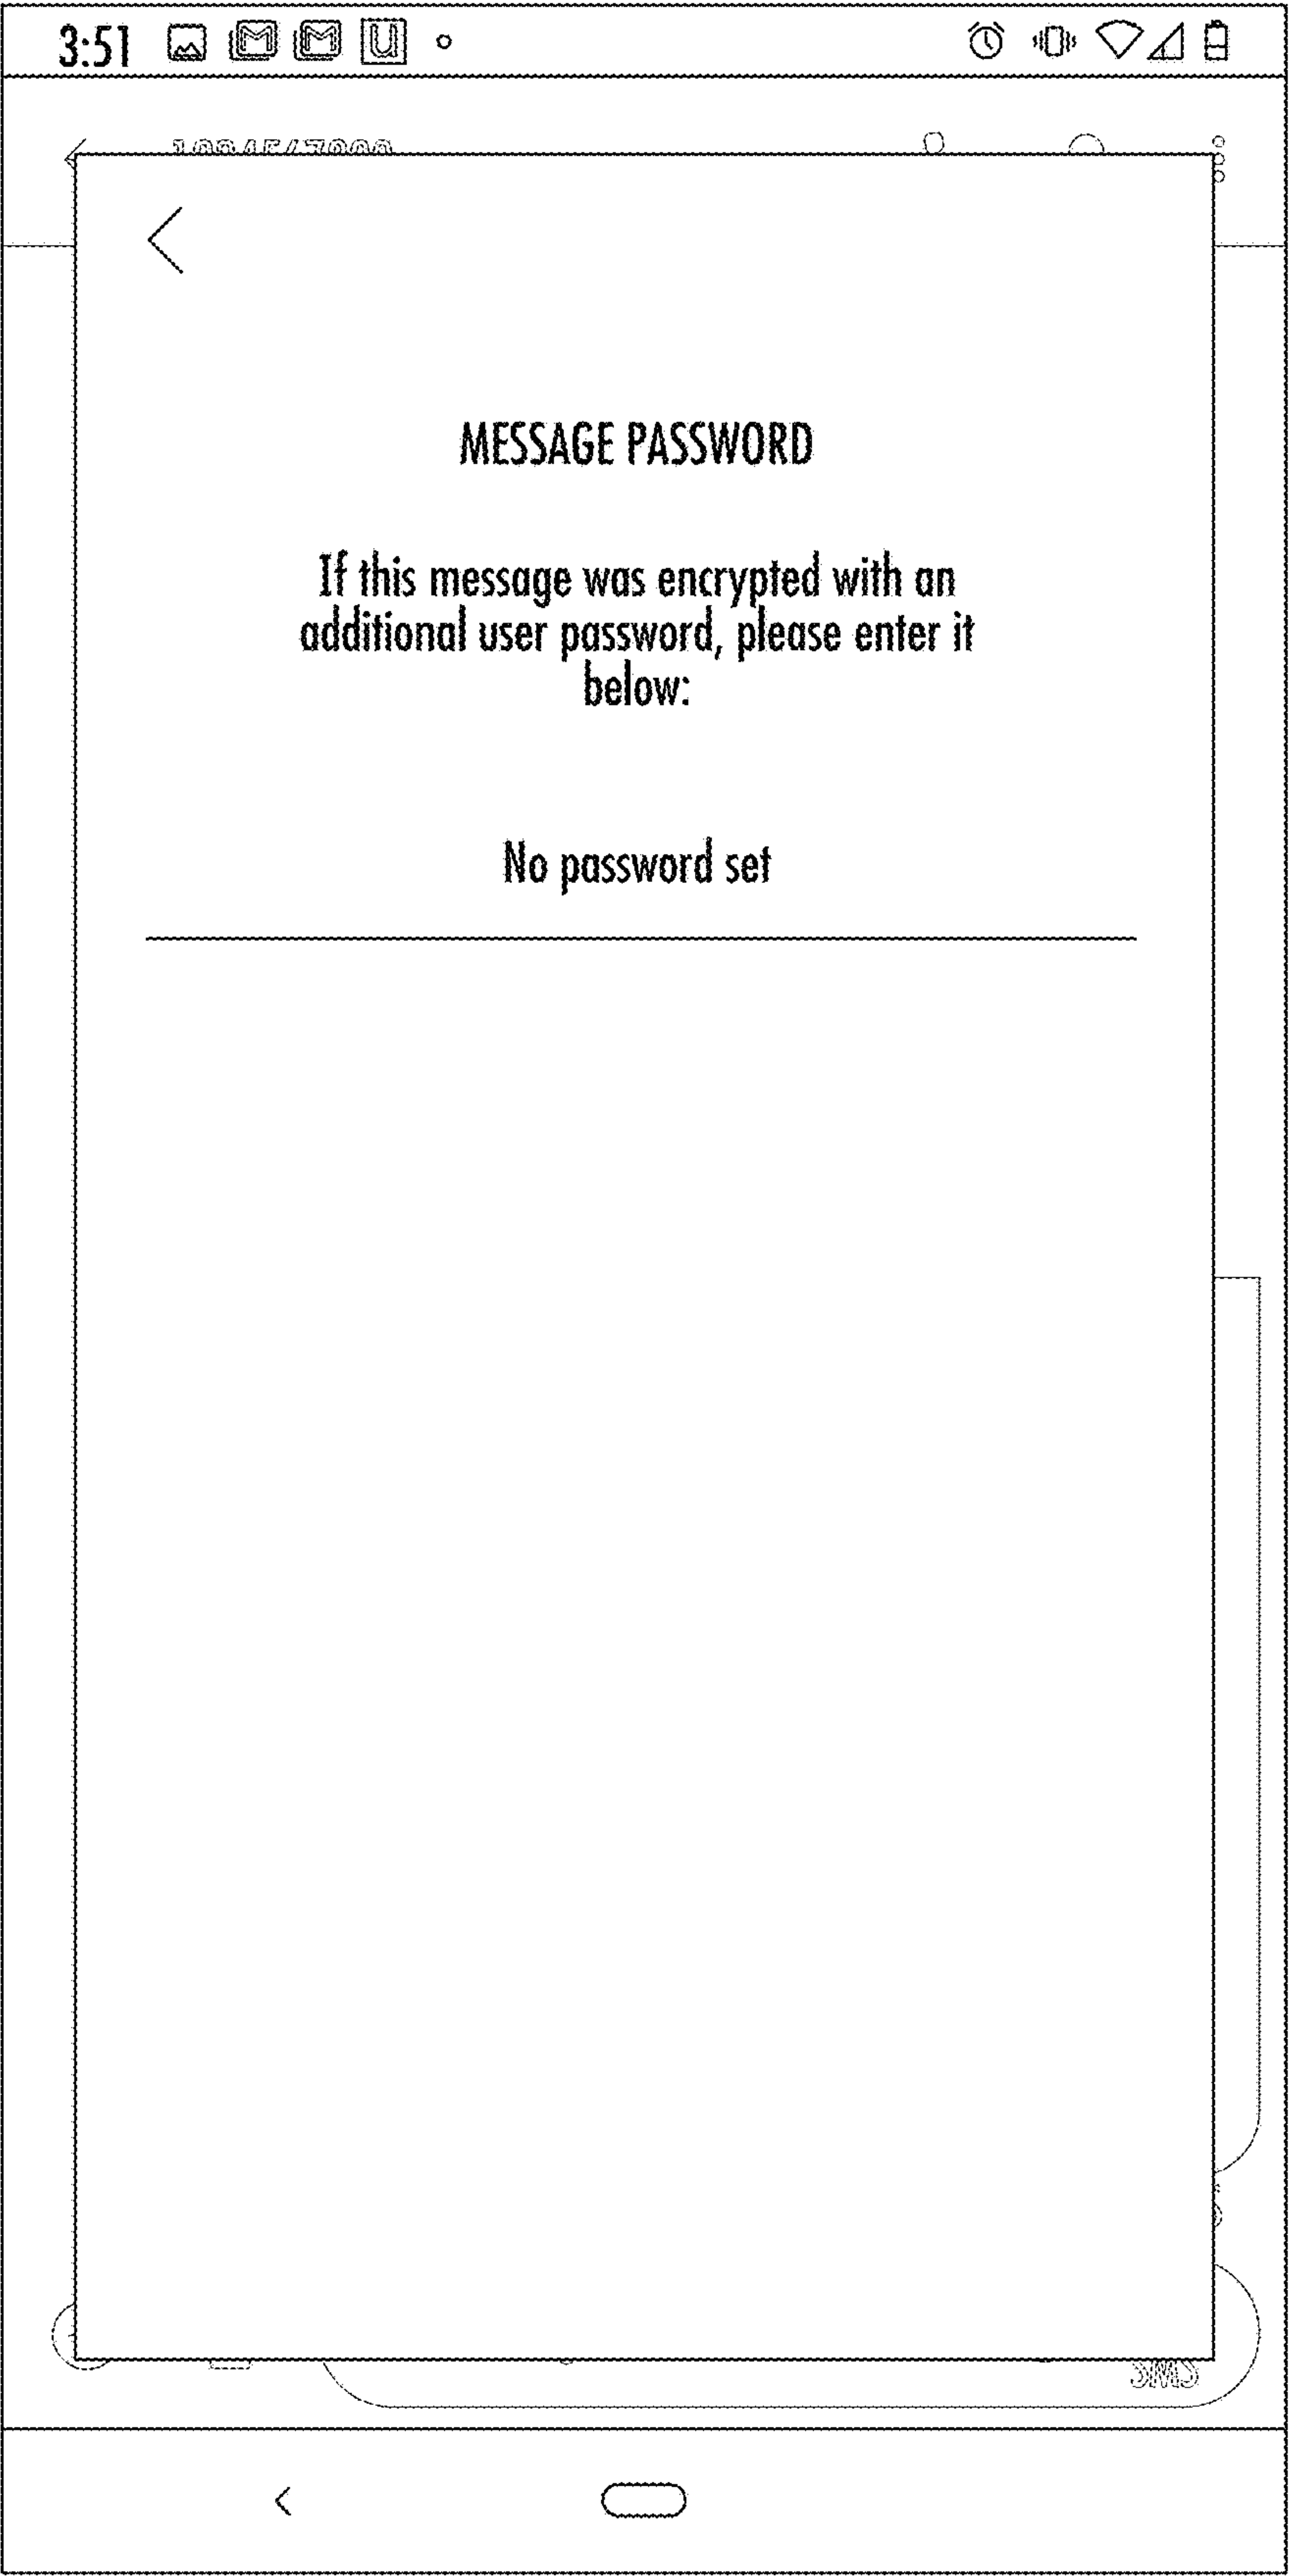 3:51
MESSAGE PASSWORD
If this message was encrypted with an
additional user password, please enter it
below:
No password set
SMS